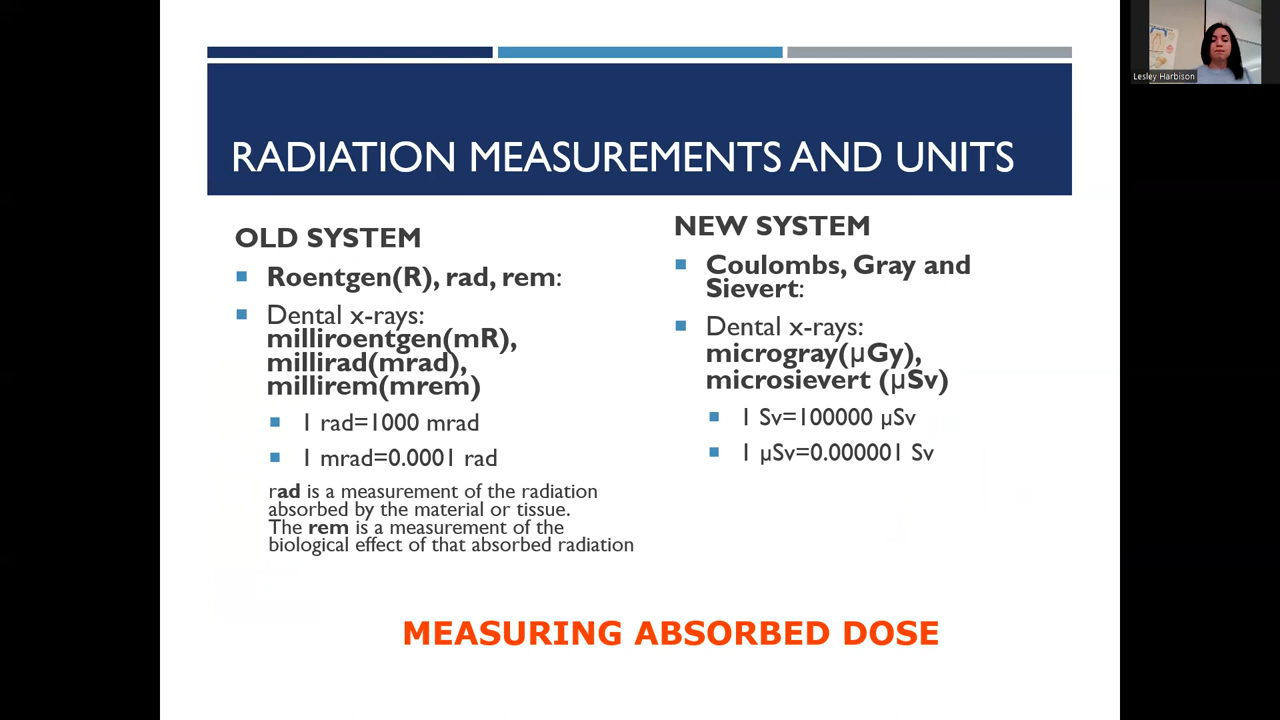 RADIATION MEASUREMENTS AND UNITS
OLD SYSTEM
Roentgen(R), rad, rem:
Dental x-rays:
milliroentgen(mR),
millirad(mrad),
millirem(mrem)
1 rad=1000 mrad
1 mrad=0.0001 rad
rad is a measurement of the radiation
absorbed by the material or tissue.
The rem is a measurement of the
biological effect of that absorbed radiation
NEW SYSTEM
Coulombs, Gray and
Sievert:
Dental x-rays:
microgray(μGy),
microsievert (μSv)
1 Sv=100000 μSv
1 μSv=0.000001 Sv
MEASURING ABSORBED DOSE
Lesley Harbison